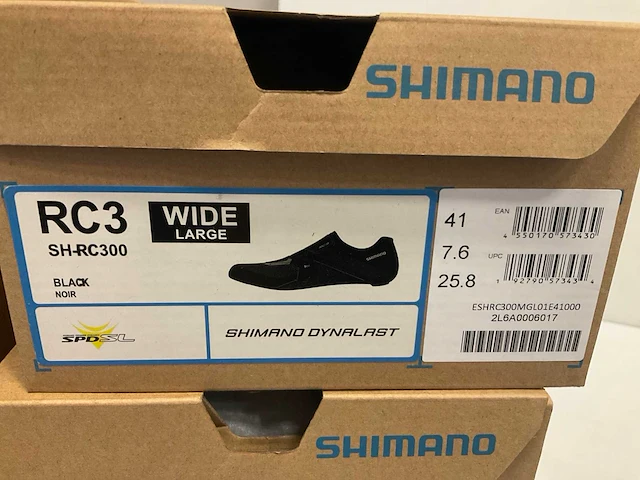 SHIMANO
RC3
WIDE
LARGE
SH-RC300
BLACK
NOIR
SHIMANO
SPD-SL
SHIMANO DYNALAST
41
7.6
25.8
EAN
4 550170 573430
UPC
1 92790 57343 4
ESHRC300MGL01E41000
2L6A0006017
SHIMANO